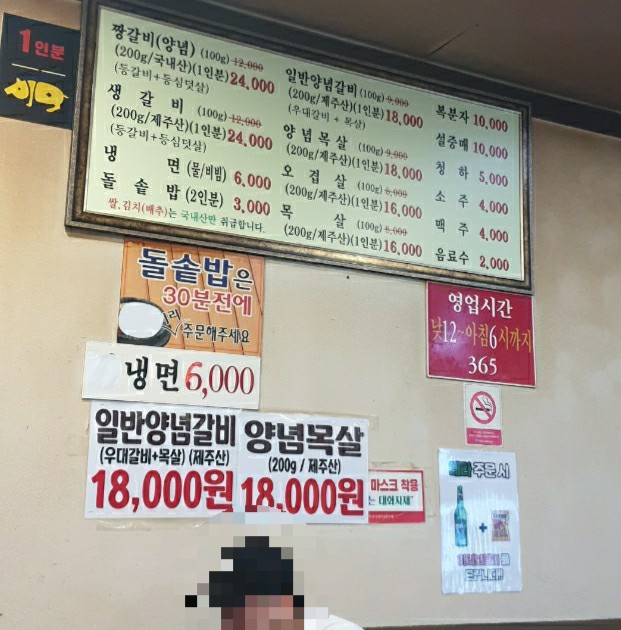 1인분
짱갈비(양념) (100g) 12,000
(200g/국내산)(1인분) 24,000
(등갈비+등심덧살)
생갈비 (100g) 12,000
(200g/제주산)(1인분) 24,000
(등갈비+등심덧살)
냉면 (물/비빔) 6,000
돌솥밥 (2인분) 3,000
쌀.김치(배추)는 국내산만 취급합니다.
일반양념갈비
(100g) 9,000
(200g/제주산)(1인분) 18,000
(우대갈비 + 목살)
양념목살 (100g) 9,000
(200g/제주산)(1인분) 18,000
오겹살 (100g) 8,000
(200g/제주산)(1인분) 16,000
목살 (100g) 8,000
(200g/제주산)(1인분) 16,000
복분자 10,000
설중매 10,000
청하 5,000
소주 4,000
맥주 4,000
음료수 2,000
돌솥밥은
30분전에
주문해주세요
냉면 6,000
일반양념갈비
(우대갈비+목살) (제주산)
18,000원
양념목살
(200g / 제주산)
18,000원
영업시간
낮12~아침6시까지
365
마스크 착용
는 대화자제"
주문시
+